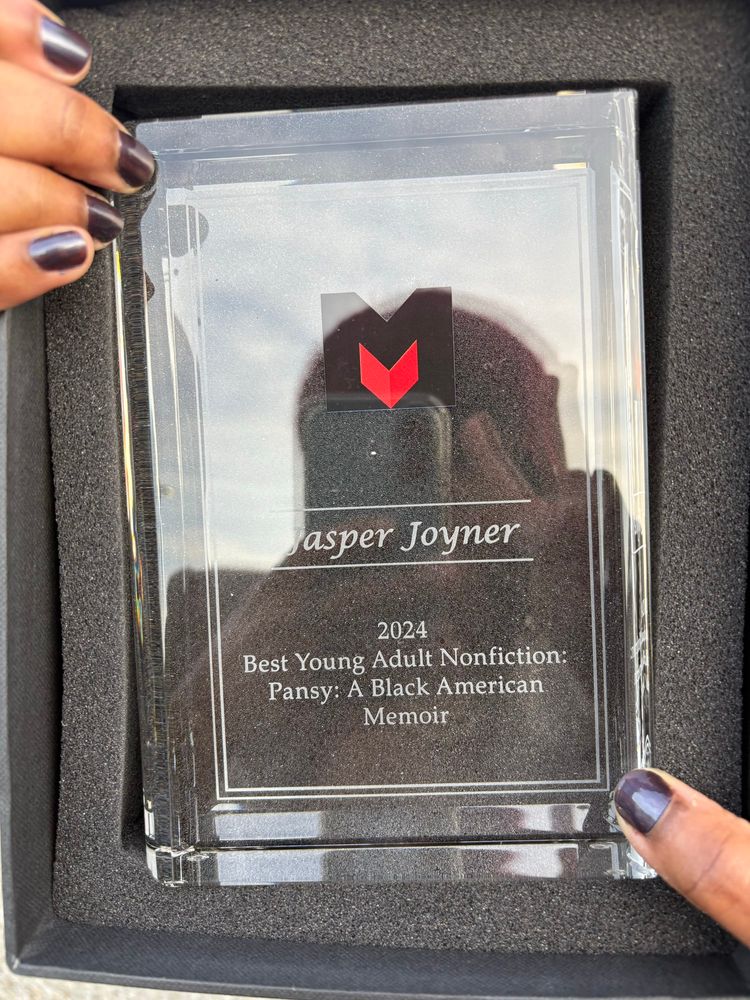 Jasper Joyner
2024
Best Young Adult Nonfiction:
Pansy: A Black American
Memoir